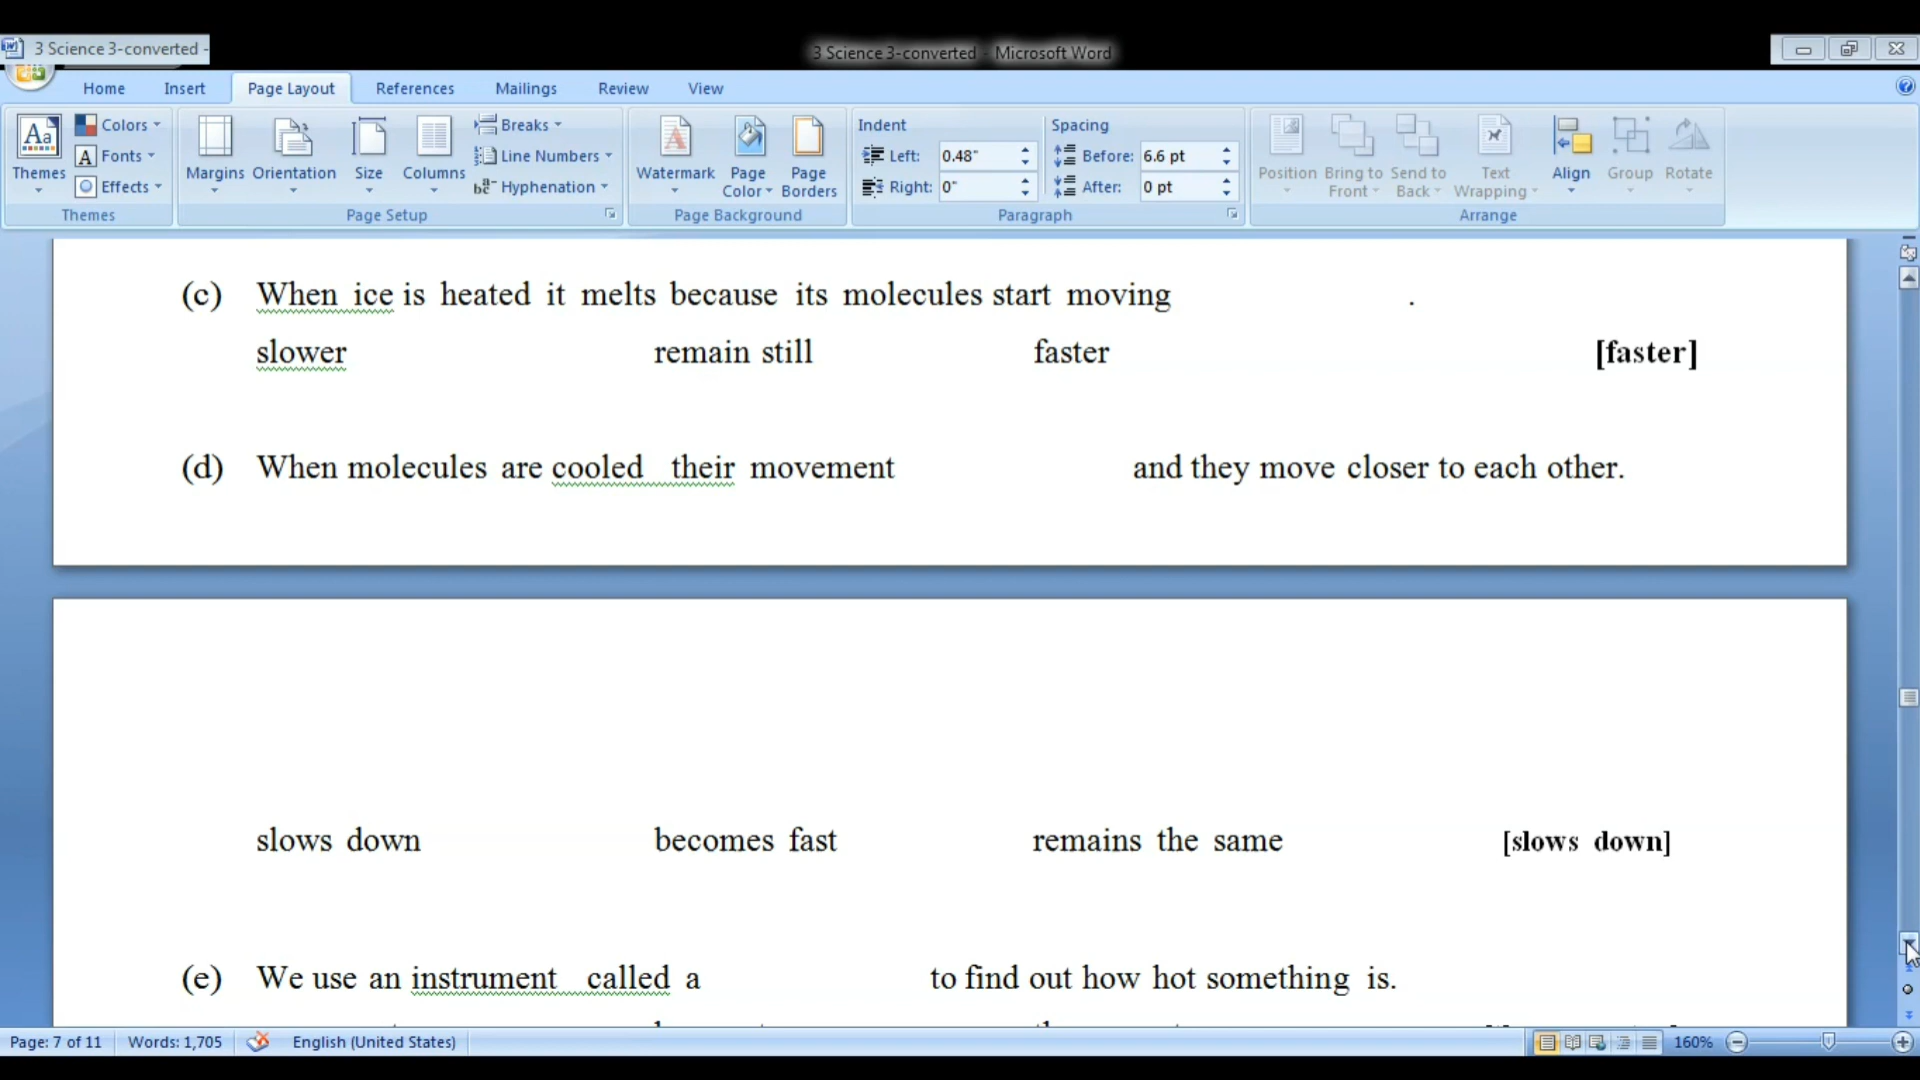 3 Science 3-converted -
3 Science 3-converted - Microsoft Word
Home Insert Page Layout References Mailings Review View
Themes Colors Fonts Effects
Themes
Margins Orientation Size Columns Breaks Line Numbers Hyphenation
Page Setup
Watermark Page Color Page Borders
Page Background
Indent Spacing
Left: 0.48" Before: 6.6 pt
Right: 0" After: 0 pt
Paragraph
Position Bring to Front Send to Back Text Wrapping Align Group Rotate
Arrange
(c) When ice is heated it melts because its molecules start moving .
slower remain still faster [faster]
(d) When molecules are cooled their movement and they move closer to each other.
slows down becomes fast remains the same [slows down]
(e) We use an instrument called a to find out how hot something is.
Page: 7 of 11 Words: 1,705 English (United States) 160%